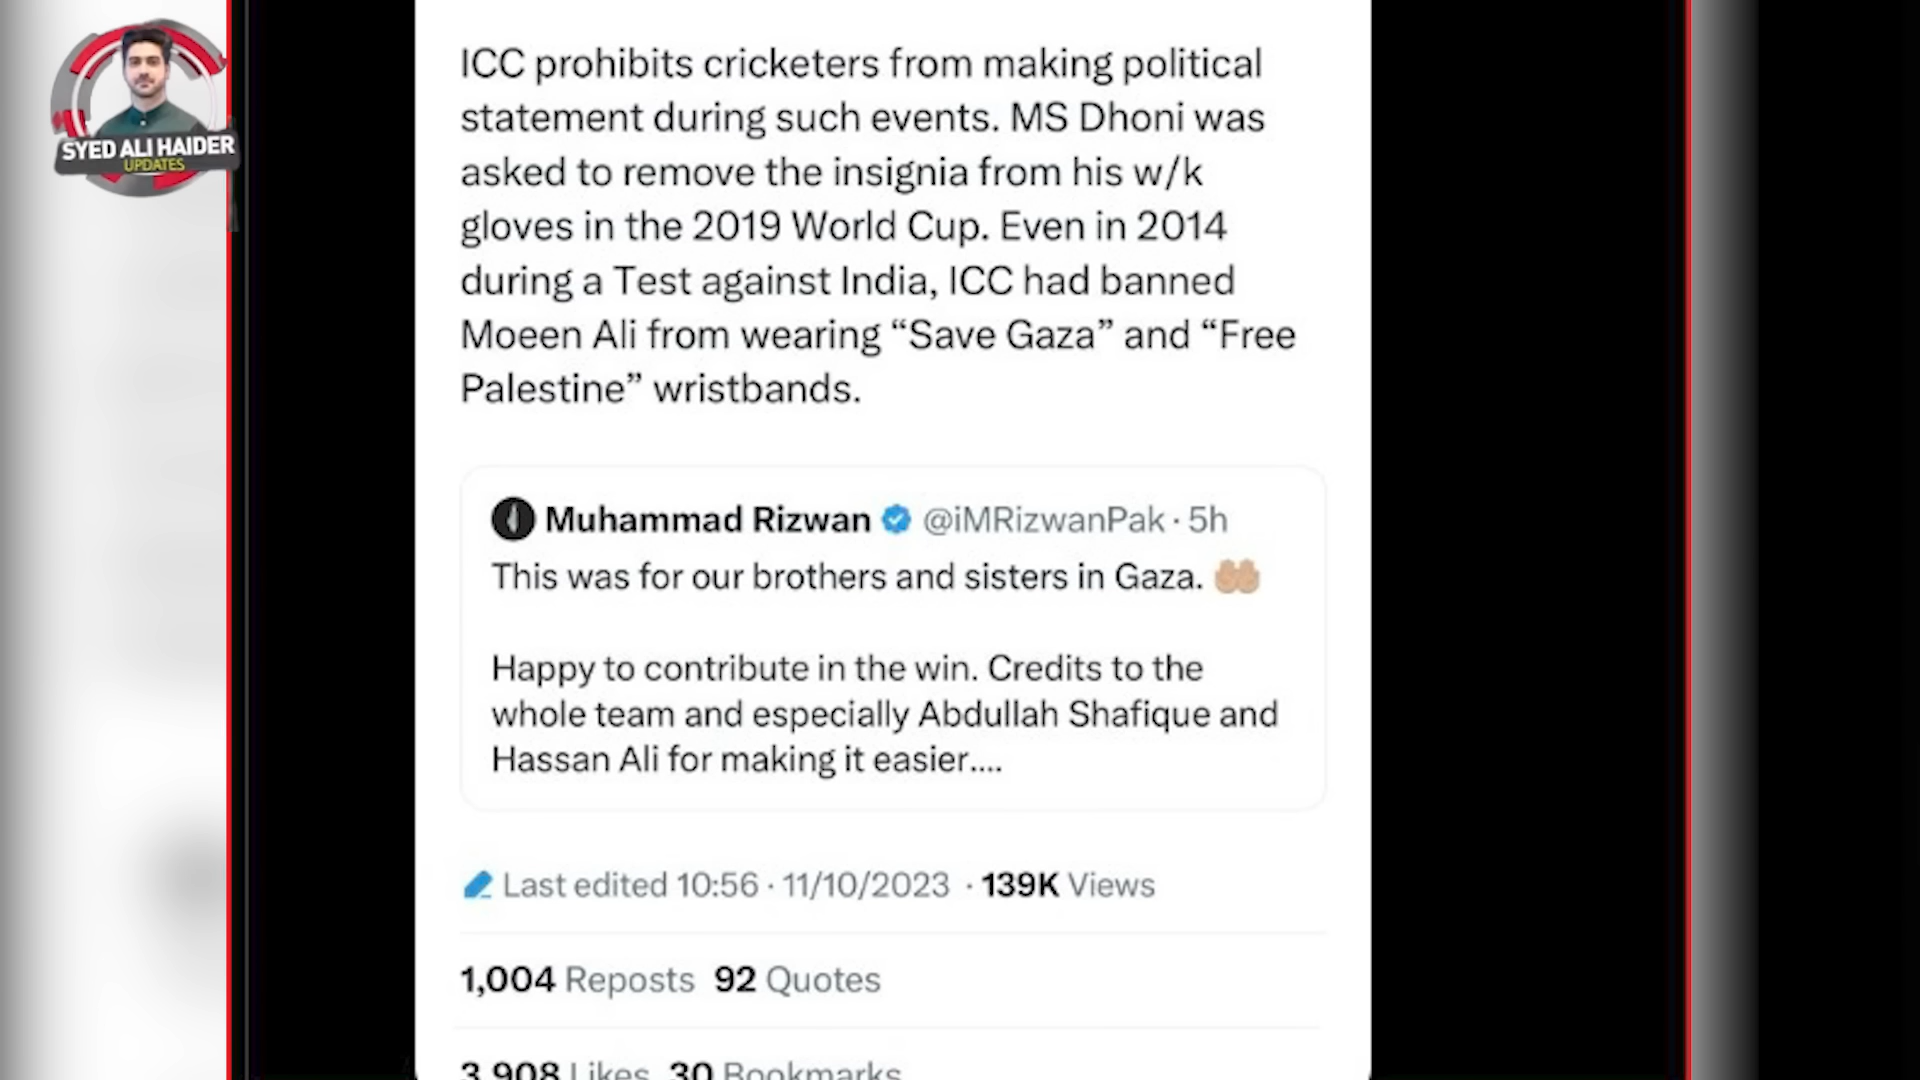 SYED ALI HAIDER
UPDATES
ICC prohibits cricketers from making political
statement during such events. MS Dhoni was
asked to remove the insignia from his w/k
gloves in the 2019 World Cup. Even in 2014
during a Test against India, ICC had banned
Moeen Ali from wearing “Save Gaza” and “Free
Palestine” wristbands.
Muhammad Rizwan @iMRizwanPak · 5h
This was for our brothers and sisters in Gaza. 🤲🏼
Happy to contribute in the win. Credits to the
whole team and especially Abdullah Shafique and
Hassan Ali for making it easier....
Last edited 10:56 · 11/10/2023 · 139K Views
1,004 Reposts 92 Quotes
3,908 Likes 30 Bookmarks